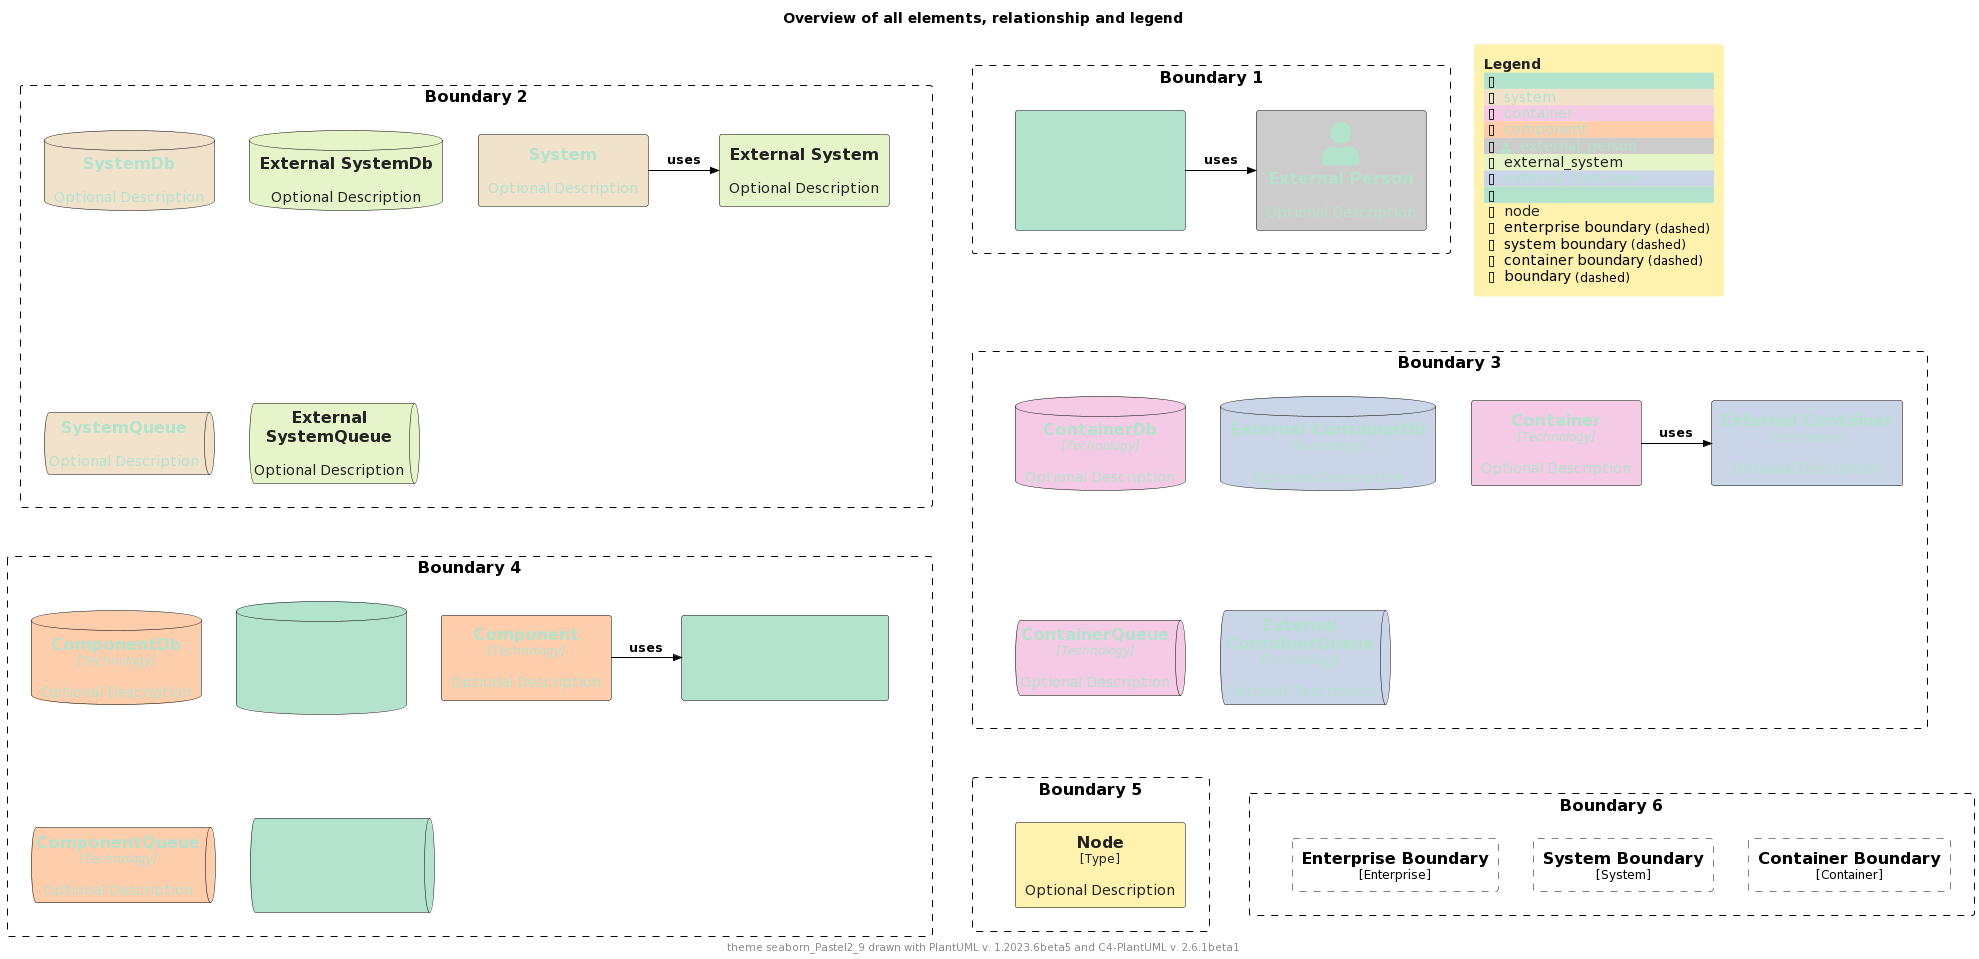 Overview of all elements, relationship and legend
Boundary 1
uses
External Person
Optional Description
Legend
system
container
component
external_person
external_system
node
enterprise boundary (dashed)
system boundary (dashed)
container boundary (dashed)
boundary (dashed)
Boundary 2
SystemDb
Optional Description
External SystemDb
Optional Description
System
Optional Description
uses
External System
Optional Description
SystemQueue
Optional Description
External
SystemQueue
Optional Description
Boundary 3
ContainerDb
[Technology]
Optional Description
External ContainerDb
[Technology]
Optional Description
Container
[Technology]
Optional Description
uses
External Container
[Technology]
Optional Description
ContainerQueue
[Technology]
Optional Description
External
ContainerQueue
[Technology]
Optional Description
Boundary 4
ComponentDb
[Technology]
Optional Description
Component
[Technology]
Optional Description
uses
ComponentQueue
[Technology]
Optional Description
Boundary 5
Node
[Type]
Optional Description
Boundary 6
Enterprise Boundary
[Enterprise]
System Boundary
[System]
Container Boundary
[Container]
theme seaborn_Pastel2_9 drawn with PlantUML v. 1.2023.6beta5 and C4-PlantUML v. 2.6.1beta1